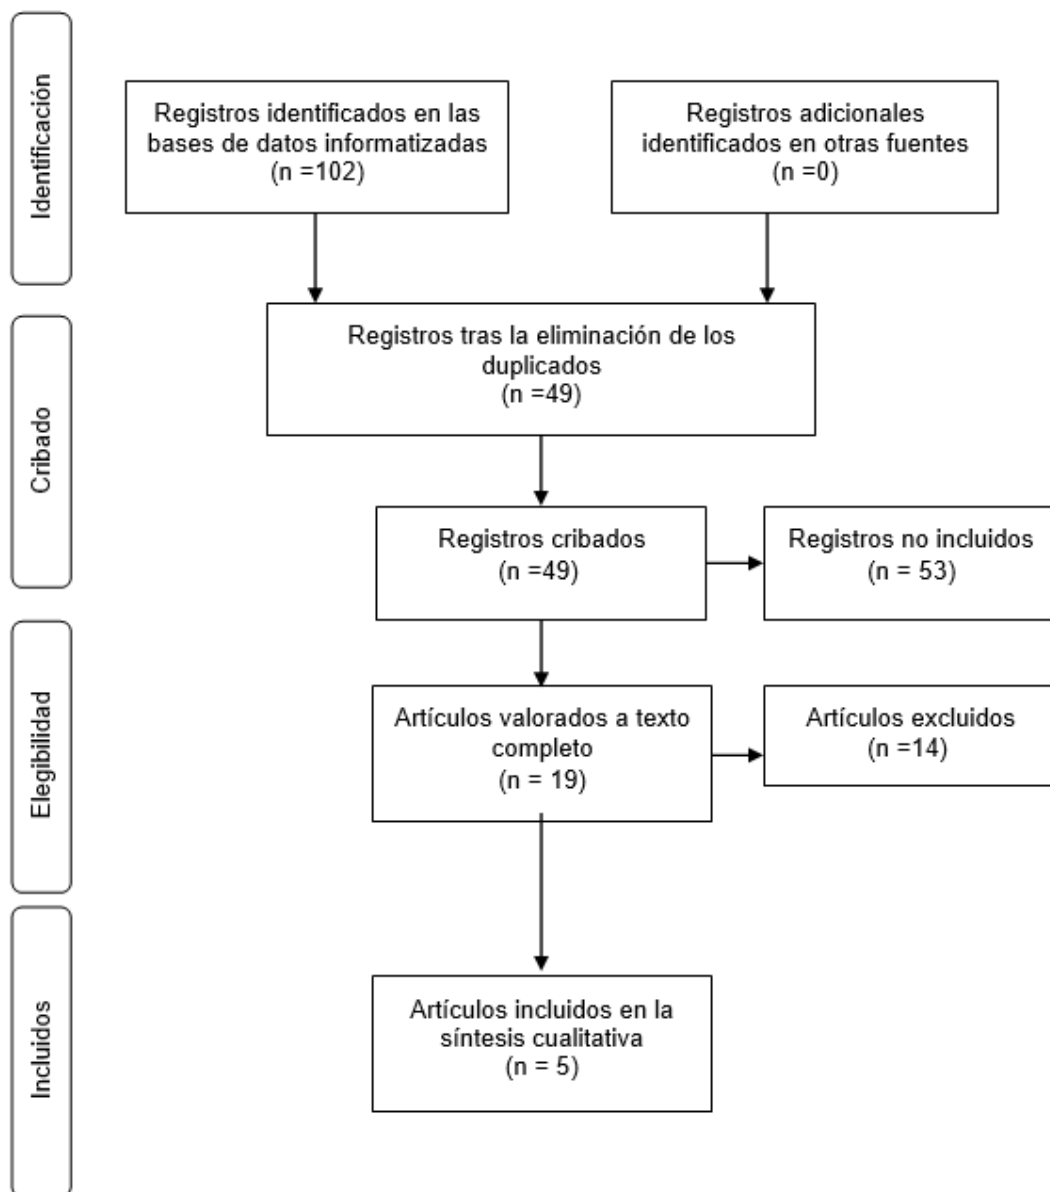 Identificación
Registros identificados en las
bases de datos informatizadas
(n =102)
Registros adicionales
identificados en otras fuentes
(n =0)
Cribado
Registros tras la eliminación de los
duplicados
(n =49)
Registros cribados
(n =49)
Registros no incluidos
(n = 53)
Elegibilidad
Artículos valorados a texto
completo
(n = 19)
Artículos excluidos
(n =14)
Incluidos
Artículos incluidos en la
síntesis cualitativa
(n = 5)